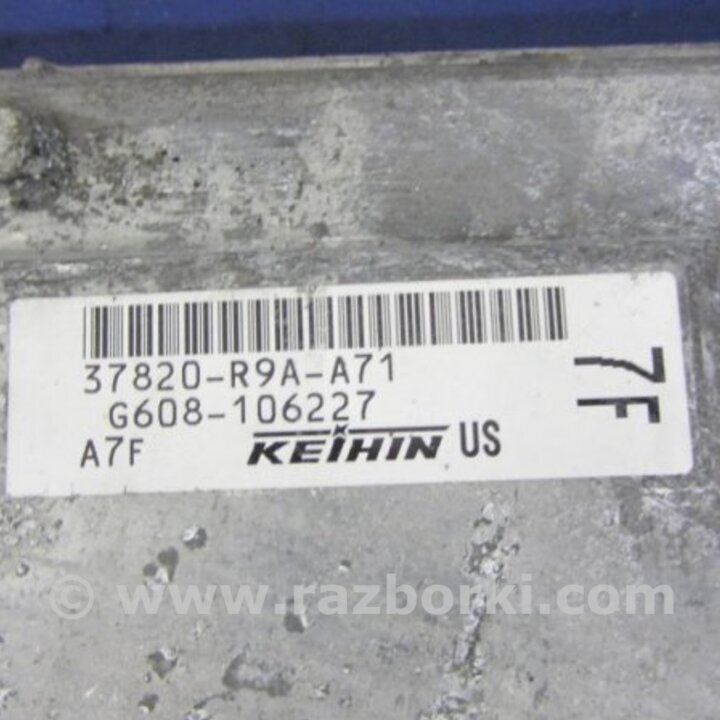 37820-R9A-A71
G608-106227
A7F KEIHIN US
7F
© www.razborki.com